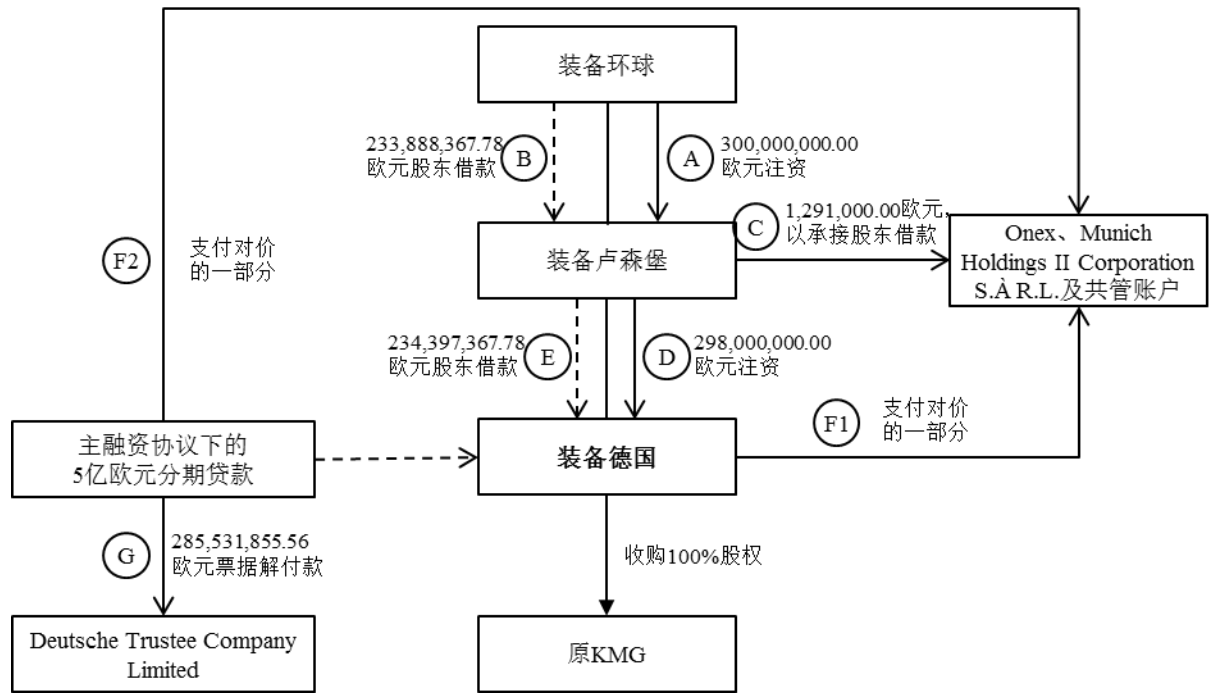 装备环球
233,888,367.78
欧元股东借款
B
A
300,000,000.00
欧元注资
F2
支付对价
的一部分
装备卢森堡
C
1,291,000.00欧元，
以承接股东借款
Onex、Munich
Holdings II Corporation
S.À R.L.及共管账户
234,397,367.78
欧元股东借款
E
D
298,000,000.00
欧元注资
主融资协议下的
5亿欧元分期贷款
装备德国
F1
支付对价
的一部分
G
285,531,855.56
欧元票据解付款
收购100%股权
Deutsche Trustee Company
Limited
原KMG